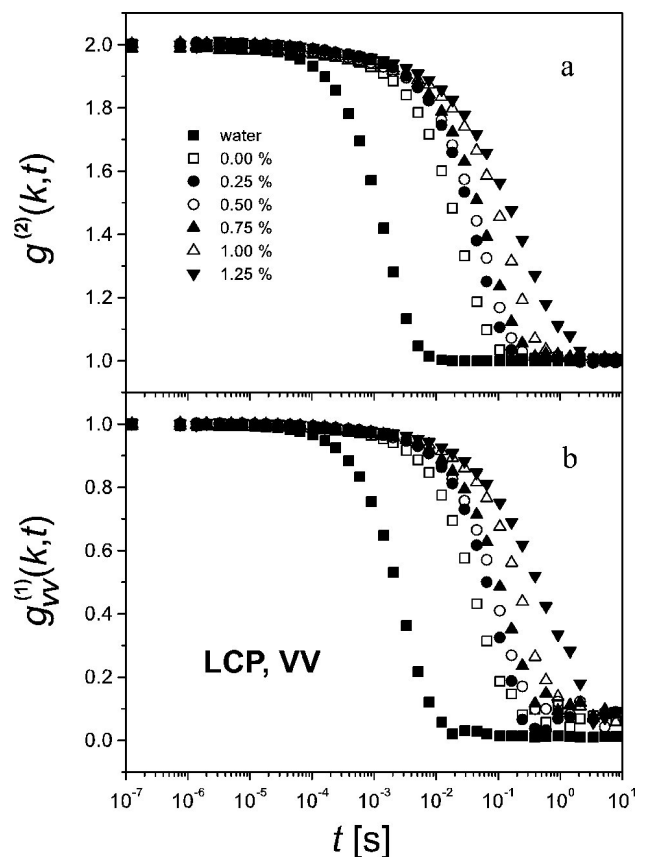 a
2.0
1.8
1.6
1.4
1.2
1.0
g⁽²⁾(k,t)
water
0.00 %
0.25 %
0.50 %
0.75 %
1.00 %
1.25 %
b
1.0
0.8
0.6
0.4
0.2
0.0
g⁽¹⁾VV(k,t)
LCP, VV
10⁻⁷ 10⁻⁶ 10⁻⁵ 10⁻⁴ 10⁻³ 10⁻² 10⁻¹ 10⁰ 10¹
t [s]